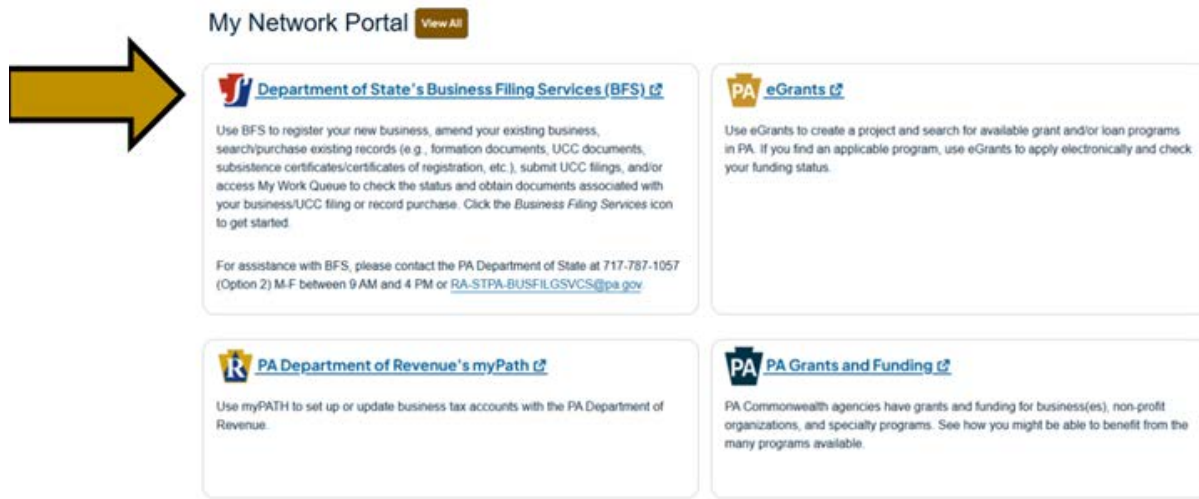 My Network Portal View All
Department of State's Business Filing Services (BFS)
Use BFS to register your new business, amend your existing business,
search/purchase existing records (e.g., formation documents, UCC documents,
subsistence certificates/certificates of registration, etc.), submit UCC filings, and/or
access My Work Queue to check the status and obtain documents associated with
your business/UCC filing or record purchase. Click the Business Filing Services icon
to get started.
For assistance with BFS, please contact the PA Department of State at 717-787-1057
(Option 2) M-F between 9 AM and 4 PM or RA-STPA-BUSFILGSVCS@pa.gov.
PA eGrants
Use eGrants to create a project and search for available grant and/or loan programs
in PA. If you find an applicable program, use eGrants to apply electronically and check
your funding status.
R PA Department of Revenue's myPath
Use myPATH to set up or update business tax accounts with the PA Department of
Revenue.
PA PA Grants and Funding
PA Commonwealth agencies have grants and funding for business(es), non-profit
organizations, and specialty programs. See how you might be able to benefit from the
many programs available.